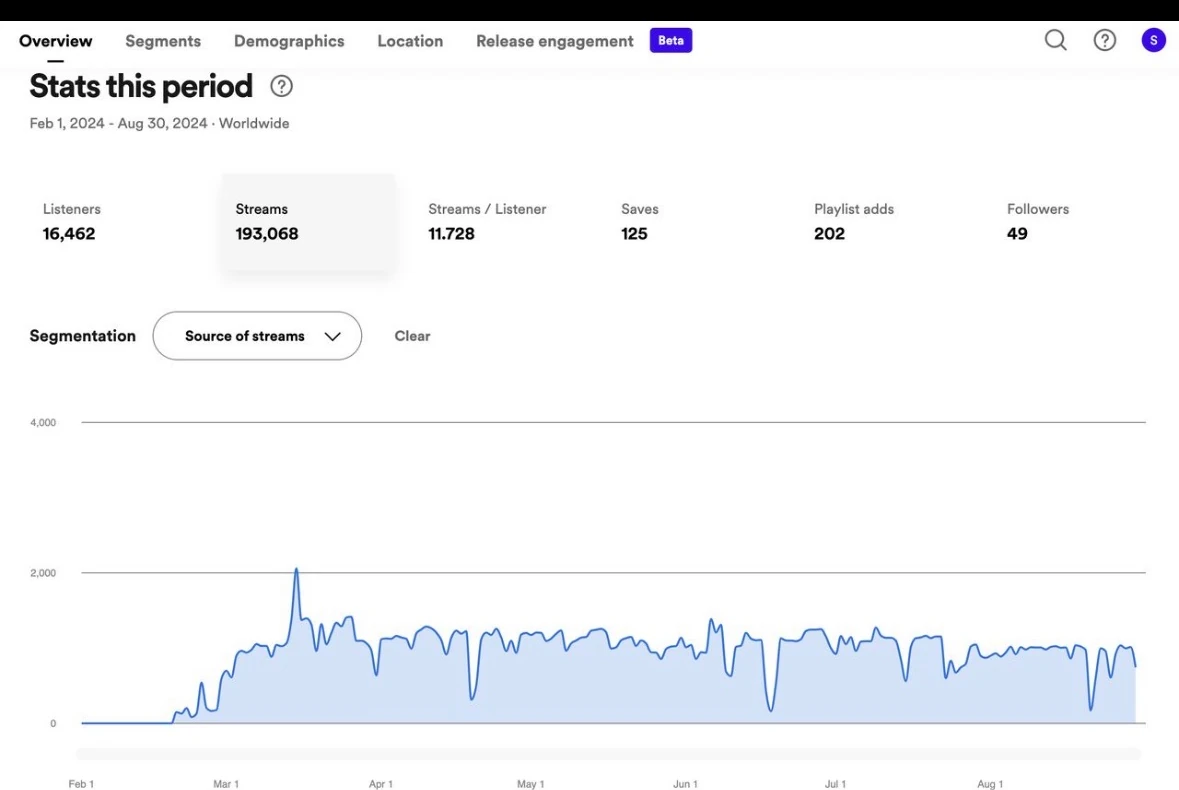 Overview Segments Demographics Location Release engagement Beta S
Stats this period ?
Feb 1, 2024 - Aug 30, 2024 · Worldwide
Listeners Streams Streams / Listener Saves Playlist adds Followers
16,462 193,068 11.728 125 202 49
Segmentation Source of streams Clear
4,000
2,000
0
Feb 1 Mar 1 Apr 1 May 1 Jun 1 Jul 1 Aug 1